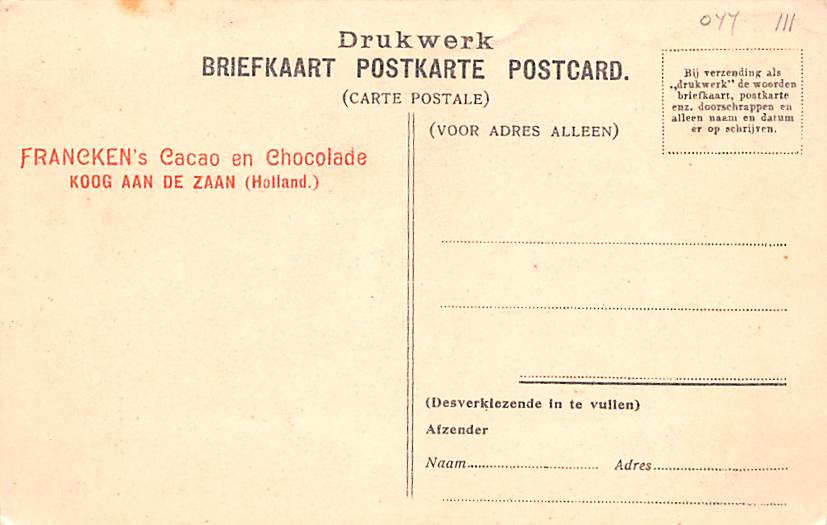 O44 III
Drukwerk
BRIEFKAART POSTKARTE POSTCARD.
(CARTE POSTALE)
Bij verzending als
„drukwerk" de woorden
briefkaart, postkarte
enz. doorschrappen en
alleen naam en datum
er op schrijven.
(VOOR ADRES ALLEEN)
FRANCKEN's Cacao en Chocolade
KOOG AAN DE ZAAN (Holland.)
(Desverkiezende in te vullen)
Afzender
Naam
Adres